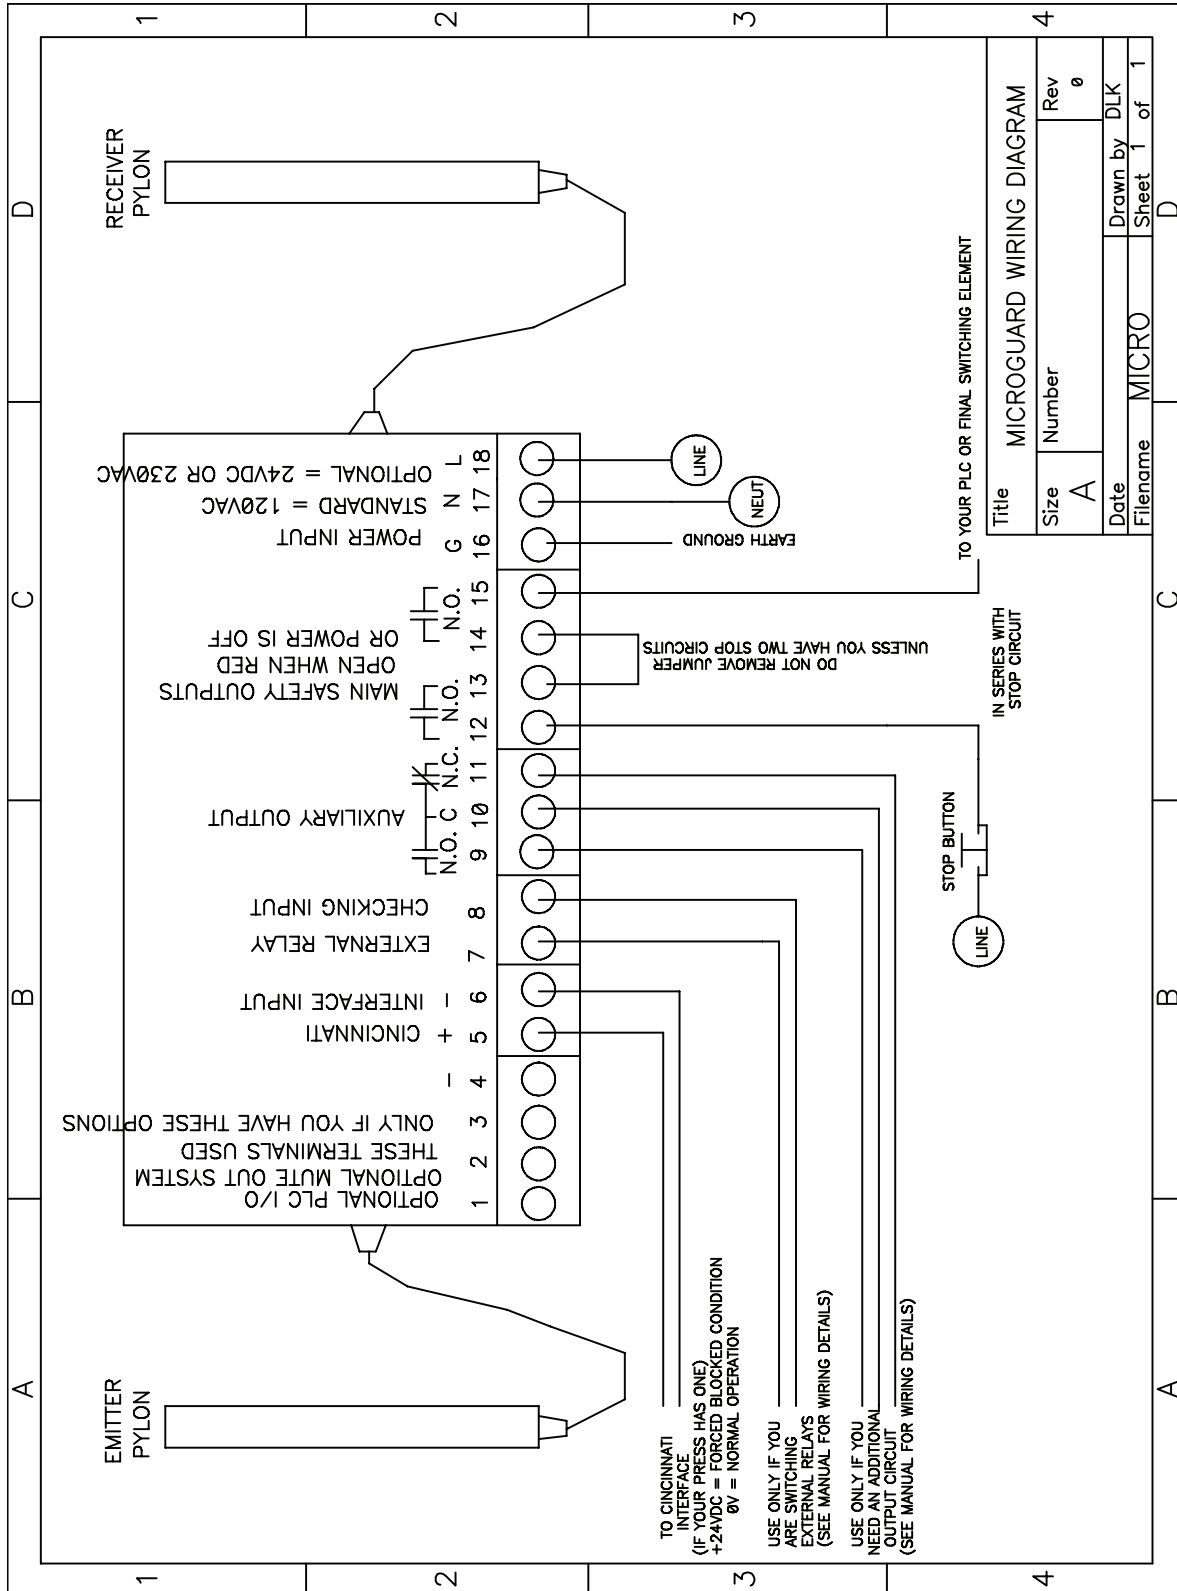 A
B
C
D
1
2
3
4
EMITTER
PYLON
RECEIVER
PYLON
OPTIONAL PLC I/O
OPTIONAL MUTE OUT SYSTEM
THESE TERMINALS USED
ONLY IF YOU HAVE THESE OPTIONS
CINCINNATI
INTERFACE INPUT
EXTERNAL RELAY
CHECKING INPUT
AUXILIARY OUTPUT
MAIN SAFETY OUTPUTS
OPEN WHEN RED
OR POWER IS OFF
POWER INPUT
STANDARD = 120VAC
OPTIONAL = 24VDC OR 230VAC
N.O. C N.C. N.O. N.O.
- + - G N L
1 2 3 4 5 6 7 8 9 10 11 12 13 14 15 16 17 18
EARTH GROUND
NEUT
LINE
DO NOT REMOVE JUMPER
UNLESS YOU HAVE TWO STOP CIRCUITS
TO CINCINNATI
INTERFACE
(IF YOUR PRESS HAS ONE)
+24VDC = FORCED BLOCKED CONDITION
0V = NORMAL OPERATION
USE ONLY IF YOU
ARE SWITCHING
EXTERNAL RELAYS
(SEE MANUAL FOR WIRING DETAILS)
USE ONLY IF YOU
NEED AN ADDITIONAL
OUTPUT CIRCUIT
(SEE MANUAL FOR WIRING DETAILS)
STOP BUTTON
LINE
IN SERIES WITH
STOP CIRCUIT
TO YOUR PLC OR FINAL SWITCHING ELEMENT
Title
MICROGUARD WIRING DIAGRAM
Size
A
Number
Rev
0
Date
Drawn by DLK
Filename MICRO
Sheet 1 of 1
1
2
3
4
A
B
C
D